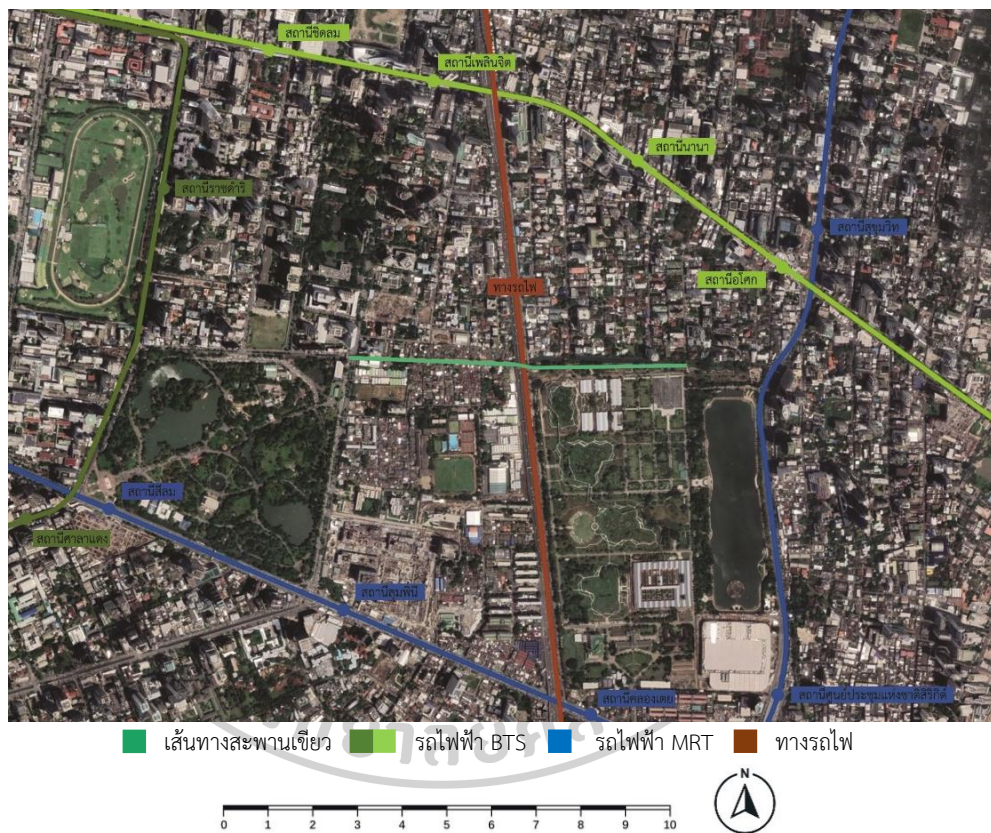 สถานีชิดลม
สถานีเพลินจิต
สถานีนานา
สถานีราชดำริ
สถานีสุขุมวิท
สถานีอโศก
ทางรถไฟ
สถานีสีลม
สถานีศาลาแดง
สถานีลุมพินี
สถานีคลองเตย
สถานีศูนย์ประชุมแห่งชาติสิริกิติ์
เส้นทางสะพานเขียว รถไฟฟ้า BTS รถไฟฟ้า MRT ทางรถไฟ
N
0 1 2 3 4 5 6 7 8 9 10